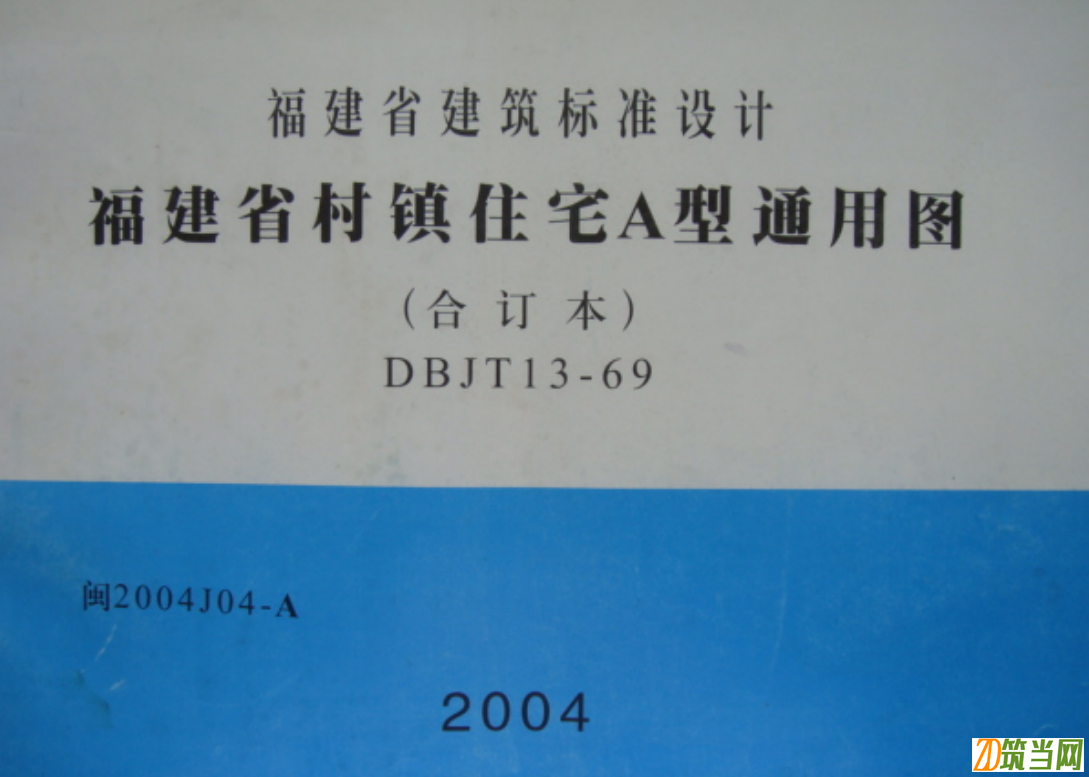 福建省建筑标准设计
福建省村镇住宅A型通用图
(合订本)
DBJT13-69
闽2004J04-A
2004
ZD筑当网